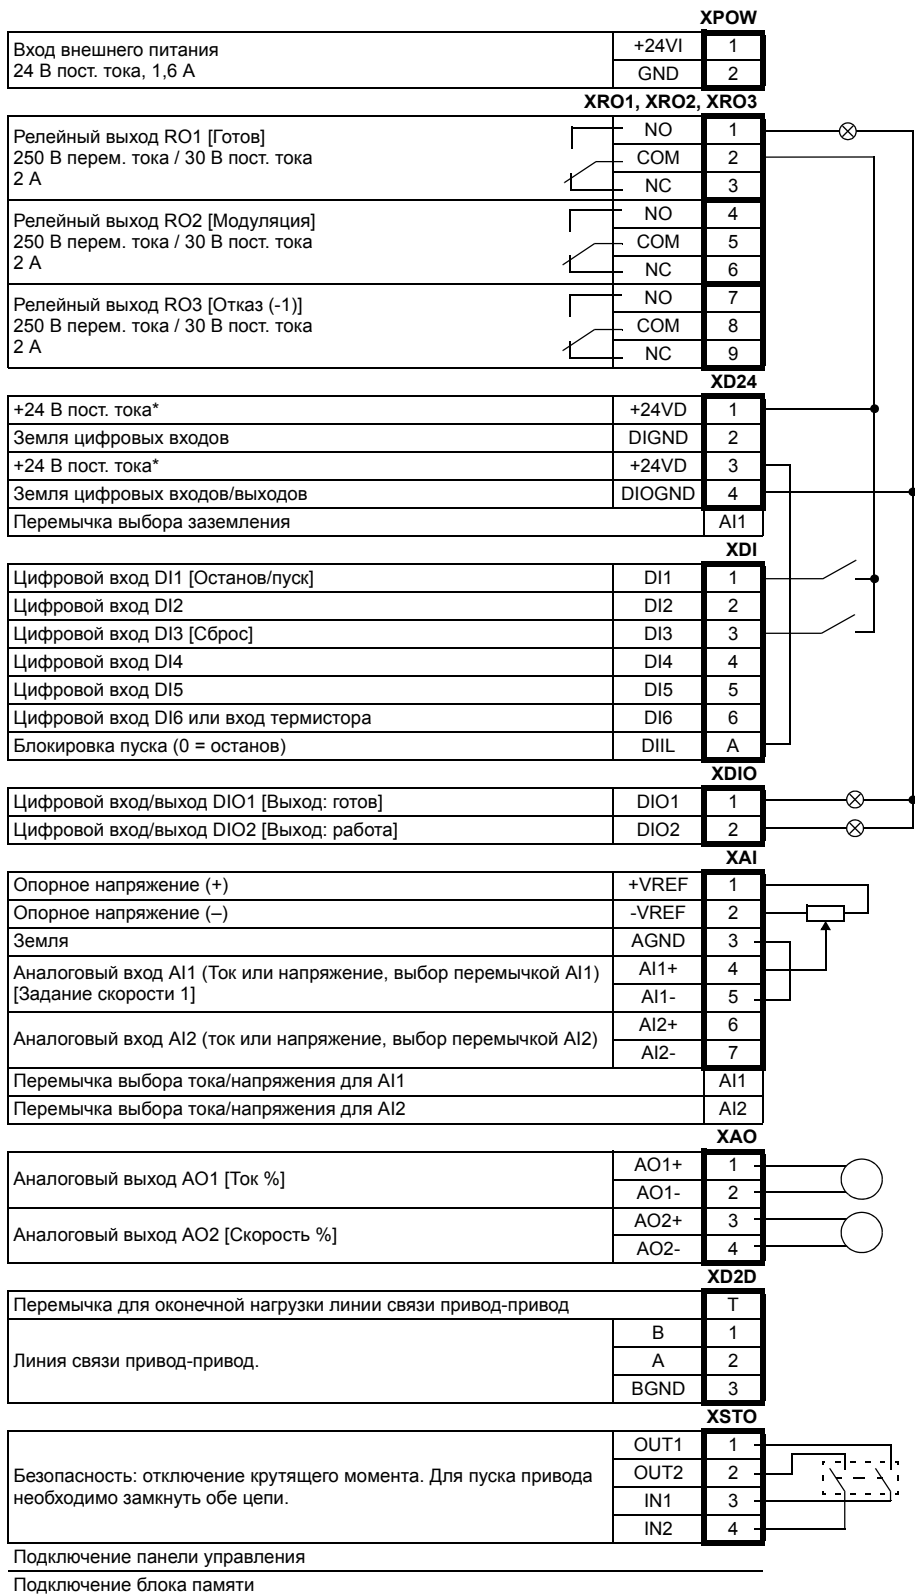 XPOW
Вход внешнего питания
24 В пост. тока, 1,6 А
+24VI 1
GND 2
XRO1, XRO2, XRO3
Релейный выход RO1 [Готов]
250 В перем. тока / 30 В пост. тока
2 А
NO 1
COM 2
NC 3
Релейный выход RO2 [Модуляция]
250 В перем. тока / 30 В пост. тока
2 А
NO 4
COM 5
NC 6
Релейный выход RO3 [Отказ (-1)]
250 В перем. тока / 30 В пост. тока
2 А
NO 7
COM 8
NC 9
XD24
+24 В пост. тока* +24VD 1
Земля цифровых входов DIGND 2
+24 В пост. тока* +24VD 3
Земля цифровых входов/выходов DIOGND 4
Перемычка выбора заземления AI1
XDI
Цифровой вход DI1 [Останов/пуск] DI1 1
Цифровой вход DI2 DI2 2
Цифровой вход DI3 [Сброс] DI3 3
Цифровой вход DI4 DI4 4
Цифровой вход DI5 DI5 5
Цифровой вход DI6 или вход термистора DI6 6
Блокировка пуска (0 = останов) DIIL A
XDIO
Цифровой вход/выход DIO1 [Выход: готов] DIO1 1
Цифровой вход/выход DIO2 [Выход: работа] DIO2 2
XAI
Опорное напряжение (+) +VREF 1
Опорное напряжение (–) -VREF 2
Земля AGND 3
Аналоговый вход AI1 (Ток или напряжение, выбор перемычкой AI1)
[Задание скорости 1]
AI1+ 4
AI1- 5
Аналоговый вход AI2 (ток или напряжение, выбор перемычкой AI2)
AI2+ 6
AI2- 7
Перемычка выбора тока/напряжения для AI1 AI1
Перемычка выбора тока/напряжения для AI2 AI2
XAO
Аналоговый выход AO1 [Ток %]
AO1+ 1
AO1- 2
Аналоговый выход AO2 [Скорость %]
AO2+ 3
AO2- 4
XD2D
Перемычка для оконечной нагрузки линии связи привод-привод T
Линия связи привод-привод.
B 1
A 2
BGND 3
XSTO
Безопасность: отключение крутящего момента. Для пуска привода
необходимо замкнуть обе цепи.
OUT1 1
OUT2 2
IN1 3
IN2 4
Подключение панели управления
Подключение блока памяти